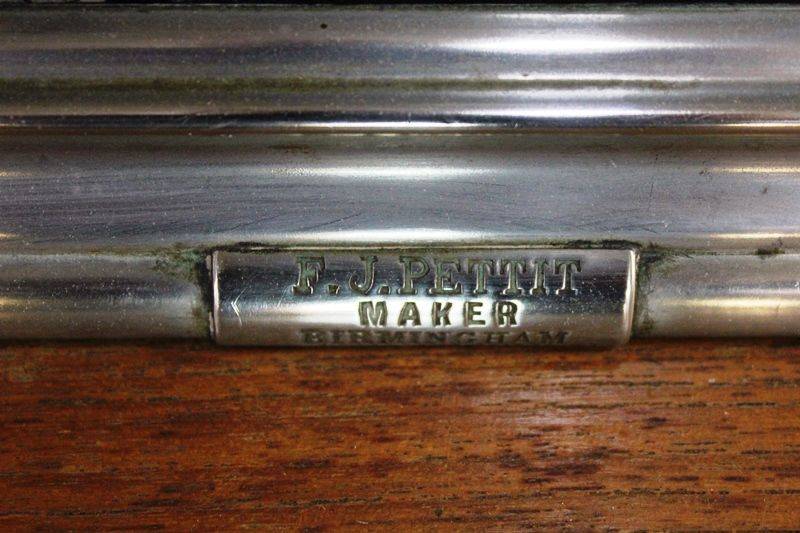 F. J. PETTIT
MAKER
BIRMINGHAM